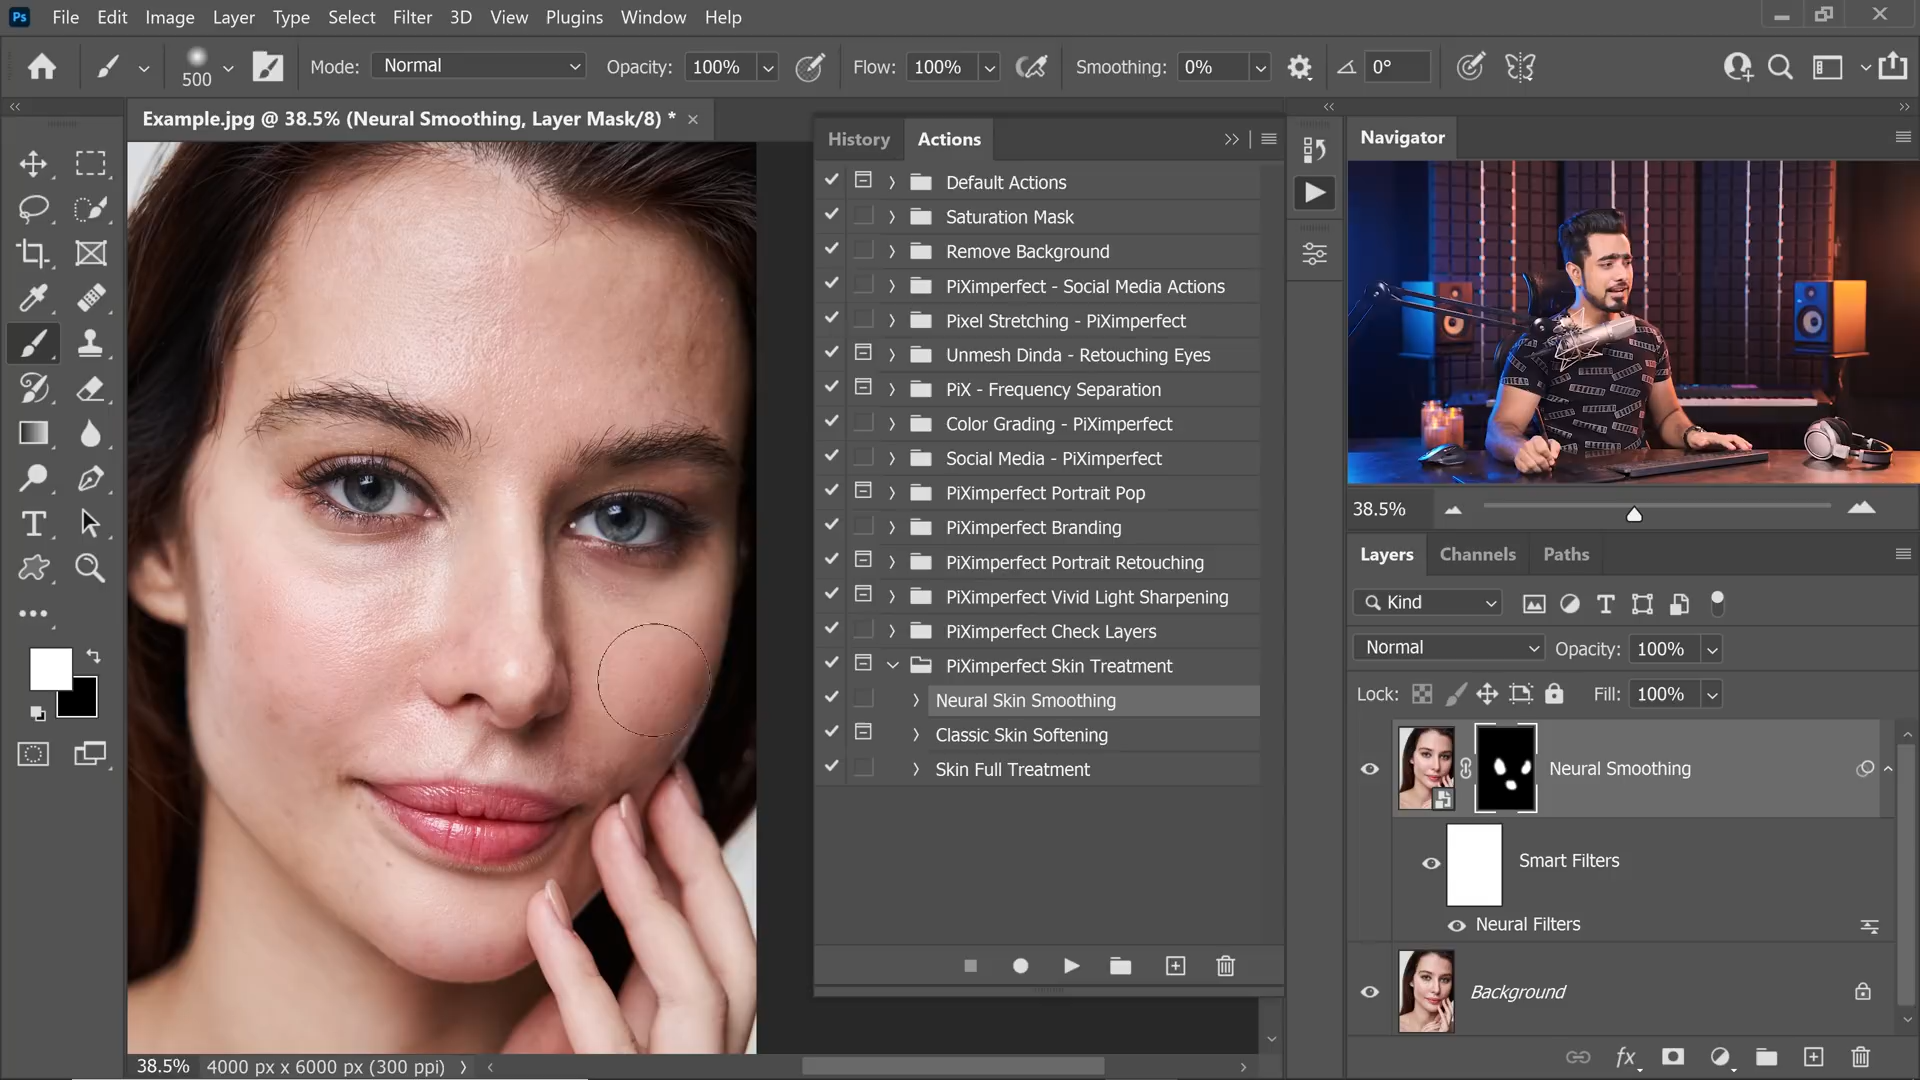 Ps File Edit Image Layer Type Select Filter 3D View Plugins Window Help
500 Mode: Normal Opacity: 100% Flow: 100% Smoothing: 0% 0°
Example.jpg @ 38.5% (Neural Smoothing, Layer Mask/8) *
History Actions
Default Actions
Saturation Mask
Remove Background
PiXimperfect - Social Media Actions
Pixel Stretching - PiXimperfect
Unmesh Dinda - Retouching Eyes
PiX - Frequency Separation
Color Grading - PiXimperfect
Social Media - PiXimperfect
PiXimperfect Portrait Pop
PiXimperfect Branding
PiXimperfect Portrait Retouching
PiXimperfect Vivid Light Sharpening
PiXimperfect Check Layers
PiXimperfect Skin Treatment
Neural Skin Smoothing
Classic Skin Softening
Skin Full Treatment
38.5% 4000 px x 6000 px (300 ppi)
Navigator
38.5%
Layers Channels Paths
Kind
Normal Opacity: 100%
Lock: Fill: 100%
Neural Smoothing
Smart Filters
Neural Filters
Background
fx